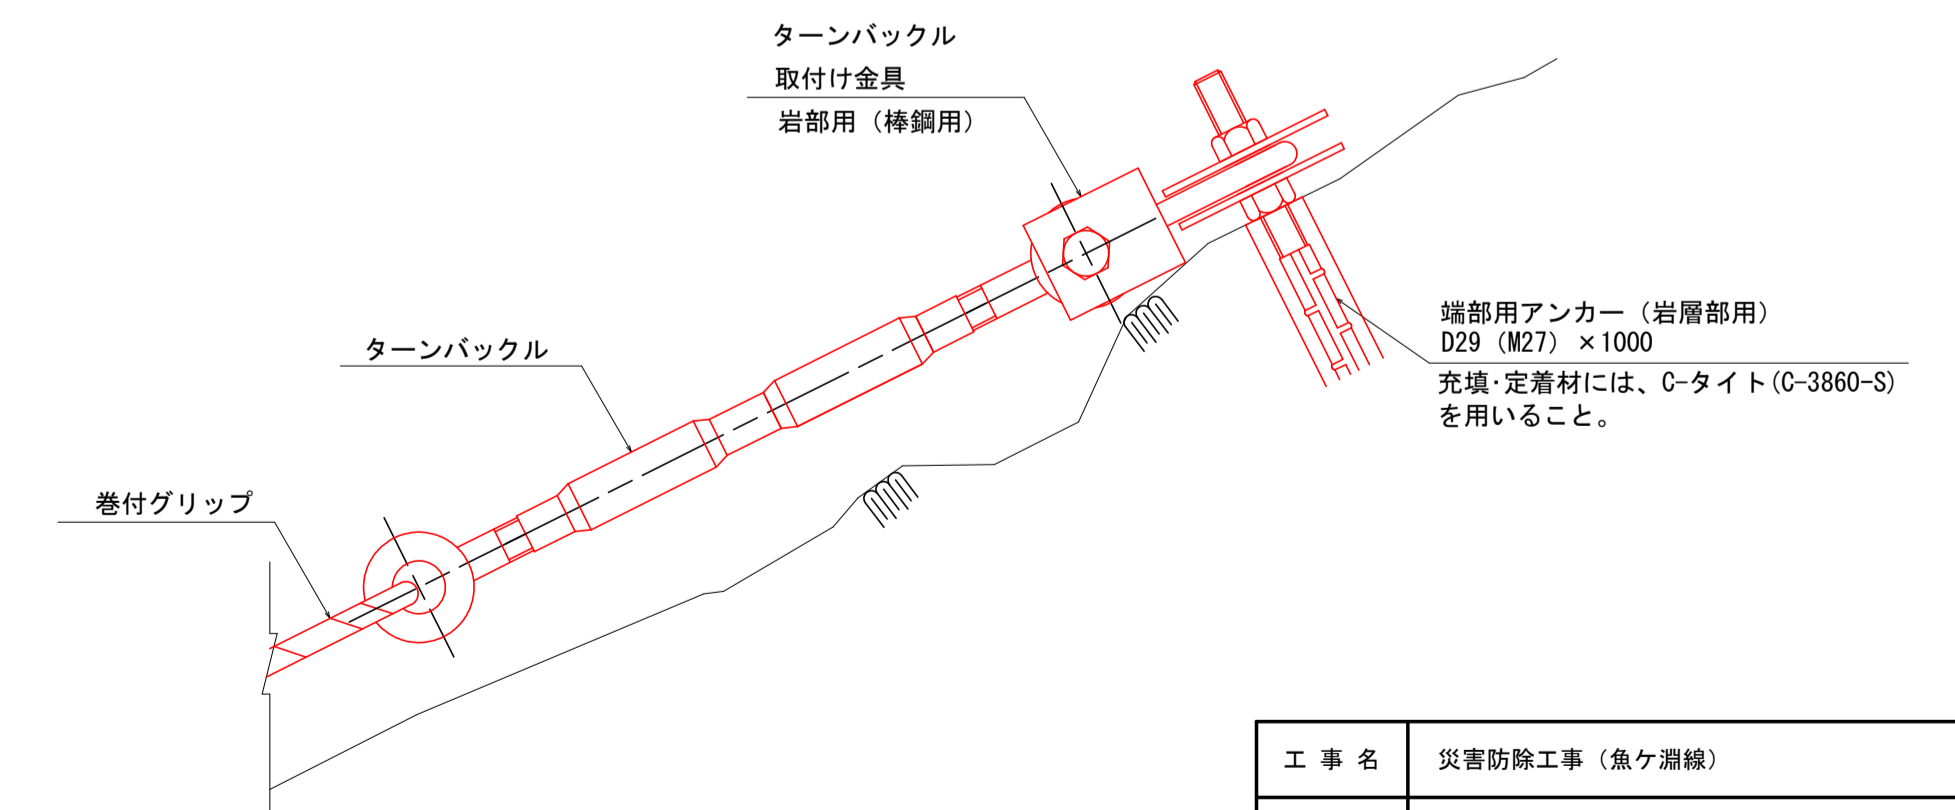 ターンバックル
取付け金具
岩部用（棒鋼用）
ターンバックル
巻付グリップ
端部用アンカー（岩層部用）
D29（M27）×1000
充填・定着材には、C-タイト(C-3860-S)
を用いること。
工 事 名 災害防除工事（魚ケ淵線）